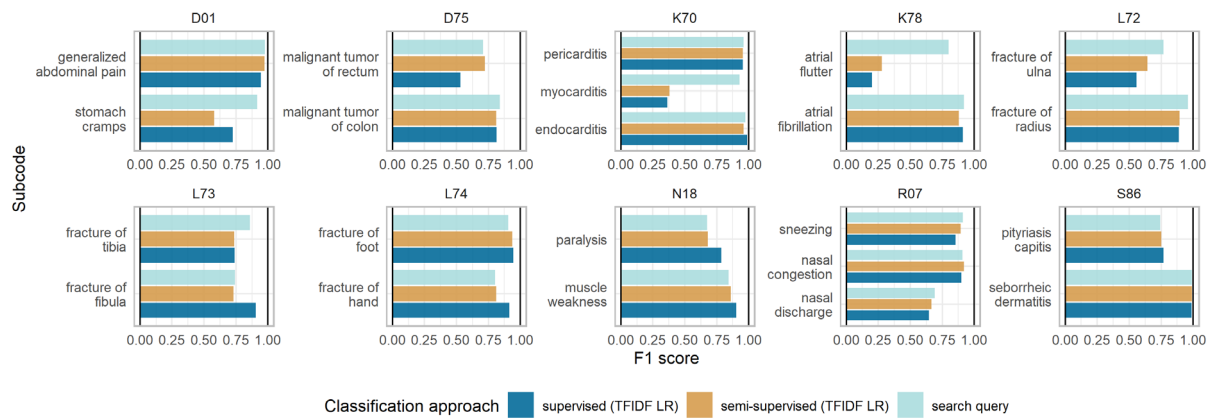 D01
D75
K70
K78
L72
generalized
abdominal pain
stomach
cramps
0.00 0.25 0.50 0.75 1.00
malignant tumor
of rectum
malignant tumor
of colon
0.00 0.25 0.50 0.75 1.00
pericarditis
myocarditis
endocarditis
0.00 0.25 0.50 0.75 1.00
atrial
flutter
atrial
fibrillation
0.00 0.25 0.50 0.75 1.00
fracture of
ulna
fracture of
radius
0.00 0.25 0.50 0.75 1.00
Subcode
L73
L74
N18
R07
S86
fracture of
tibia
fracture of
fibula
0.00 0.25 0.50 0.75 1.00
fracture of
foot
fracture of
hand
0.00 0.25 0.50 0.75 1.00
paralysis
muscle
weakness
0.00 0.25 0.50 0.75 1.00
sneezing
nasal
congestion
nasal
discharge
0.00 0.25 0.50 0.75 1.00
pityriasis
capitis
seborrheic
dermatitis
0.00 0.25 0.50 0.75 1.00
F1 score
Classification approach supervised (TFIDF LR) semi-supervised (TFIDF LR) search query